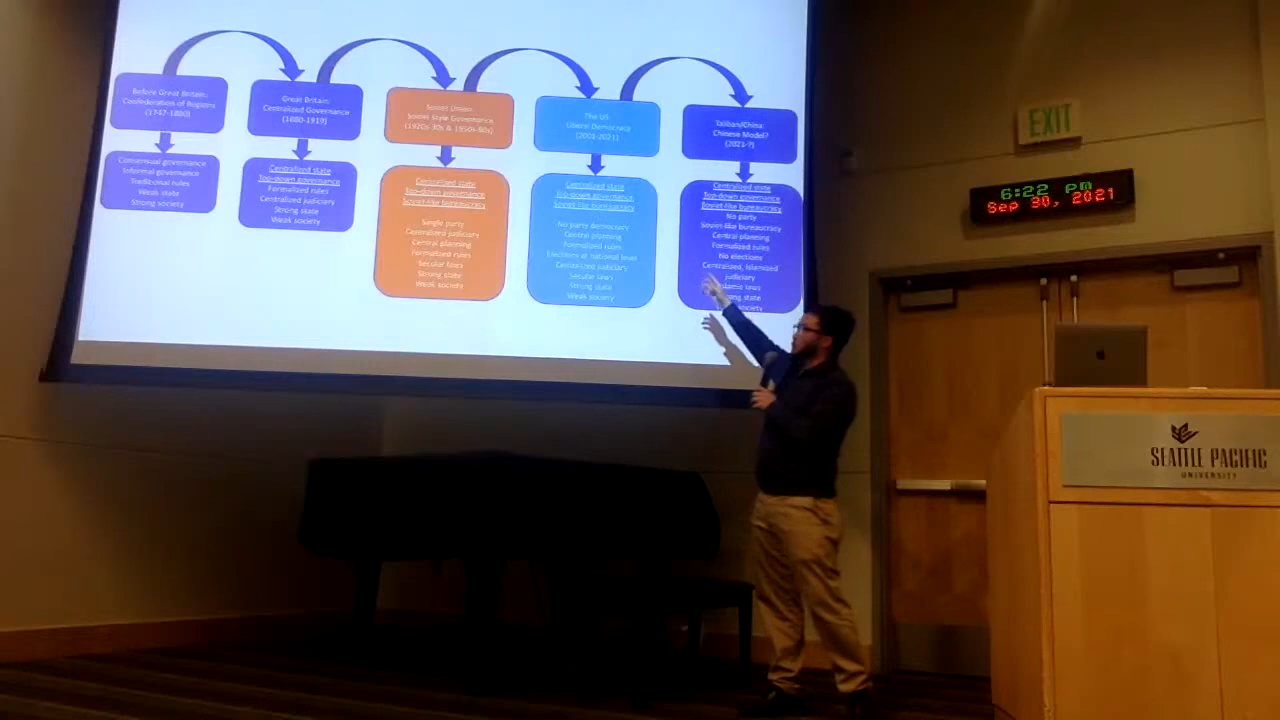 Before Great Britain:
Confederation of Regions
(1747-1880)
Consensual governance
Informal governance
Traditional rules
Weak state
Strong society
Great Britain:
Centralized Governance
(1880-1919)
Centralized state
Top-down governance
Formalized rules
Centralized judiciary
Strong state
Weak society
Soviet Union:
Soviet Style Governance
(1920s-30s & 1950s-80s)
Centralized state
Top-down governance
Soviet-like bureaucracy
Single party
Centralized judiciary
Central planning
Formalized rules
Secular laws
Strong state
Weak society
The US:
Liberal Democracy
(2001-2021)
Centralized state
Top-down governance
Soviet-like bureaucracy
No party democracy
Central planning
Formalized rules
Elections at national level
Centralized judiciary
Secular laws
Strong state
Weak society
Taliban/China:
Chinese Model?
(2021-?)
Centralized state
Top-down governance
Soviet-like bureaucracy
No party
Soviet-like bureaucracy
Central planning
Formalized rules
No elections
Centralized, Islamized
judiciary
laws
state
society
EXIT
6:22 pm
Sep 30, 2021
SEATTLE PACIFIC
UNIVERSITY